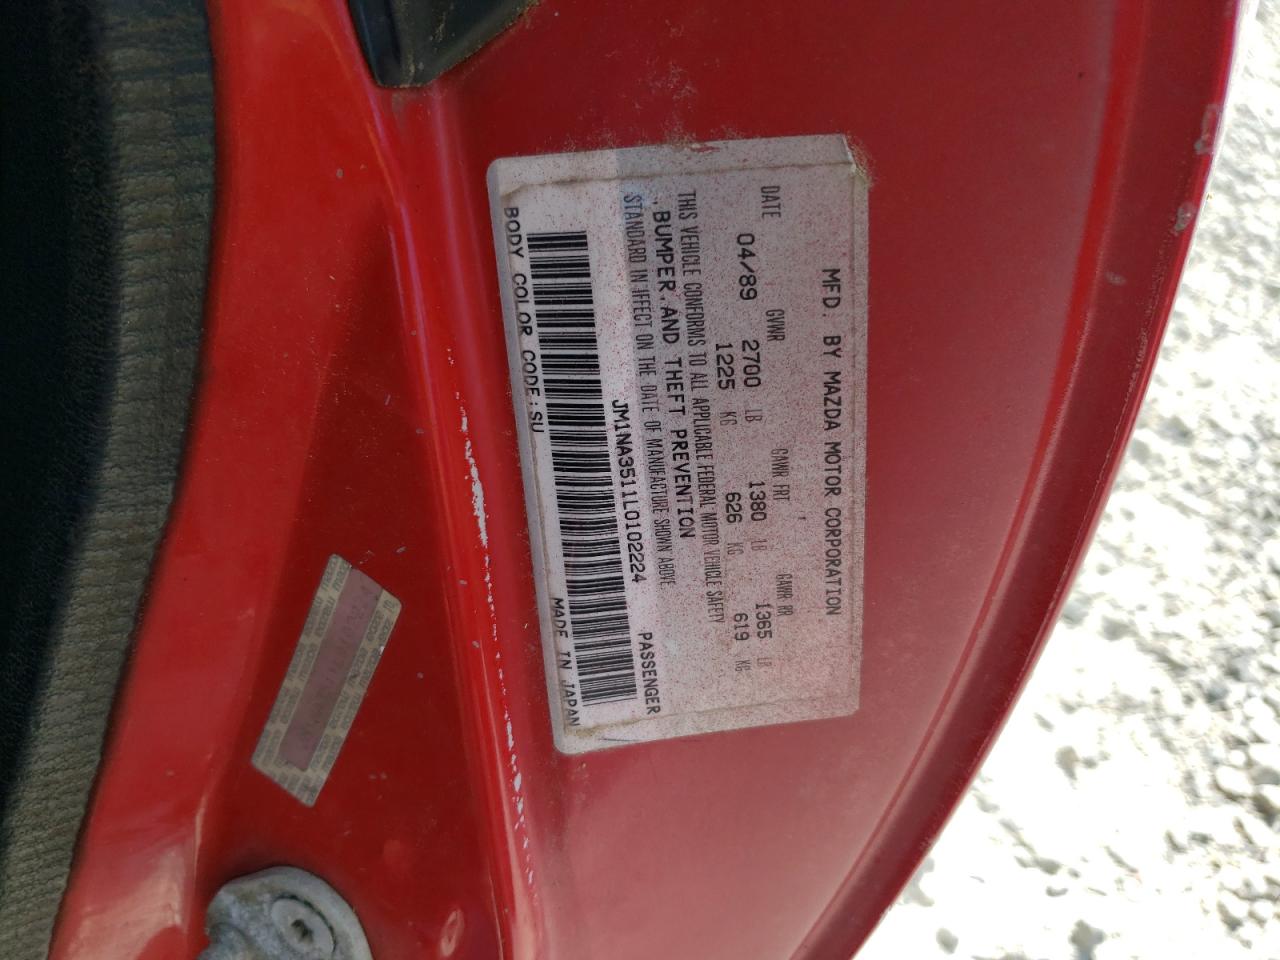 MFD. BY MAZDA MOTOR CORPORATION
DATE GVWR GAWR FRT GAWR RR
04/89 2700 LB 1380 LB 1365 LB
1225 KG 626 KG 619 KG
THIS VEHICLE CONFORMS TO ALL APPLICABLE FEDERAL MOTOR VEHICLE SAFETY
, BUMPER, AND THEFT PREVENTION
STANDARD IN EFFECT ON THE DATE OF MANUFACTURE SHOWN ABOVE.
JM1NA3511L0102224 PASSENGER
BODY COLOR CODE:SU MADE IN JAPAN